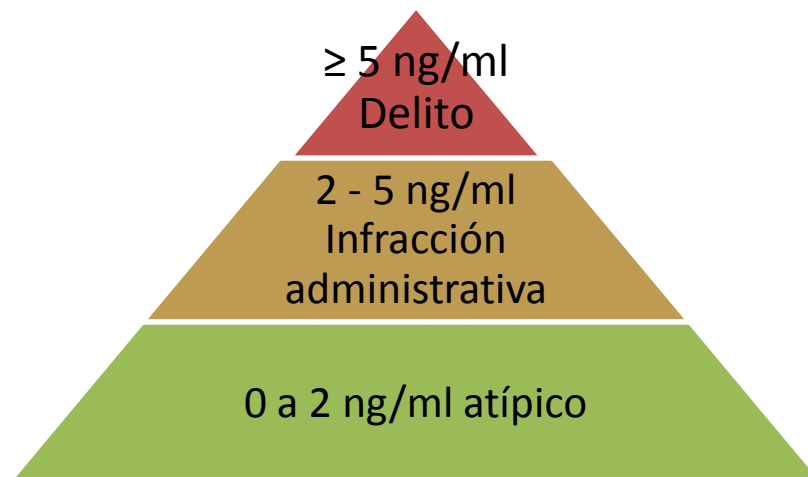 ≥ 5 ng/ml
Delito
2 - 5 ng/ml
Infracción
administrativa
0 a 2 ng/ml atípico